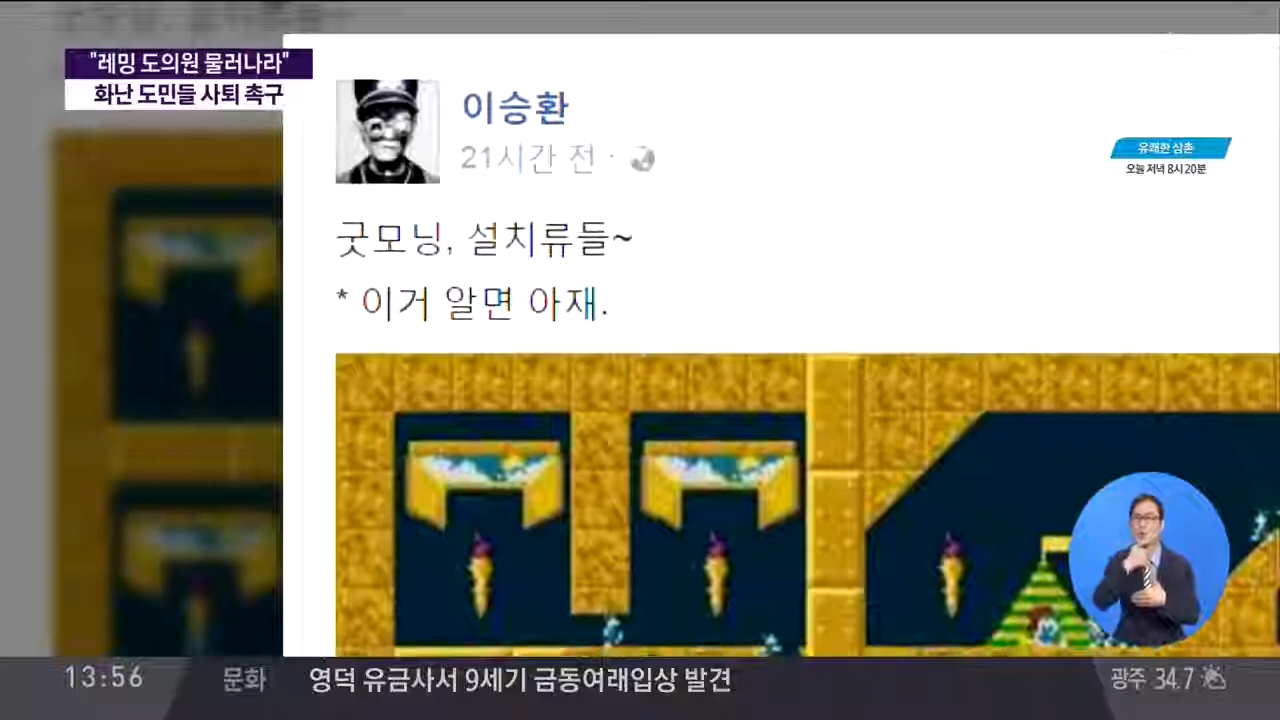 "레밍 도의원 물러나라"
화난 도민들 사퇴 촉구
이승환
21시간 전 ·
유쾌한 삼촌
오늘 저녁 8시 20분
굿모닝, 설치류들~
* 이거 알면 아재.
13:56 문화 영덕 유금사서 9세기 금동여래입상 발견 광주 34.7